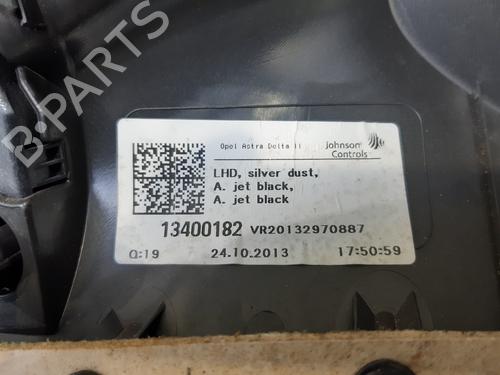 Opel Astra Delta II
Johnson
Controls
LHD, silver dust,
A. jet black,
A. jet black
13400182 VR20132970887
Q:19 24.10.2013 17:50:59
B-PARTS